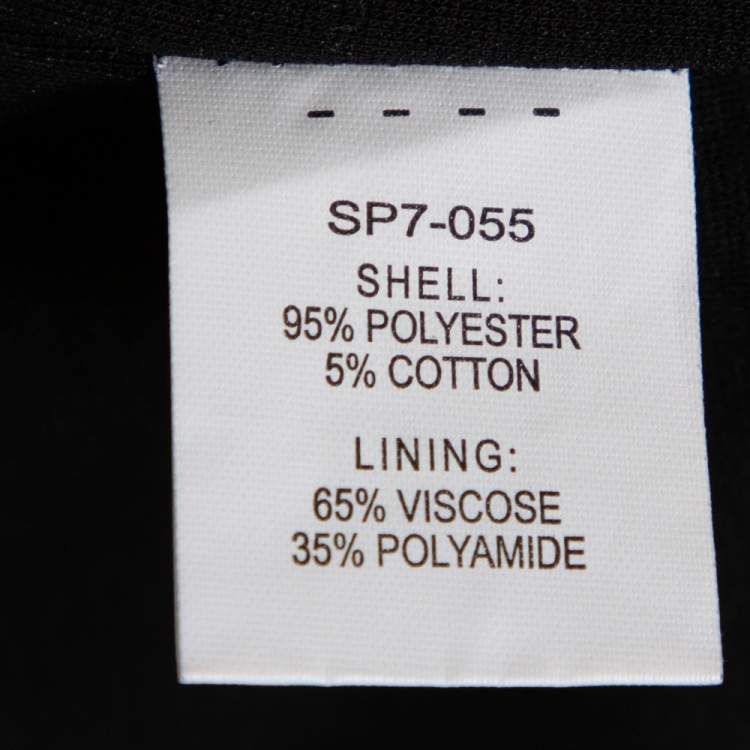 - - - -
SP7-055
SHELL:
95% POLYESTER
5% COTTON
LINING:
65% VISCOSE
35% POLYAMIDE